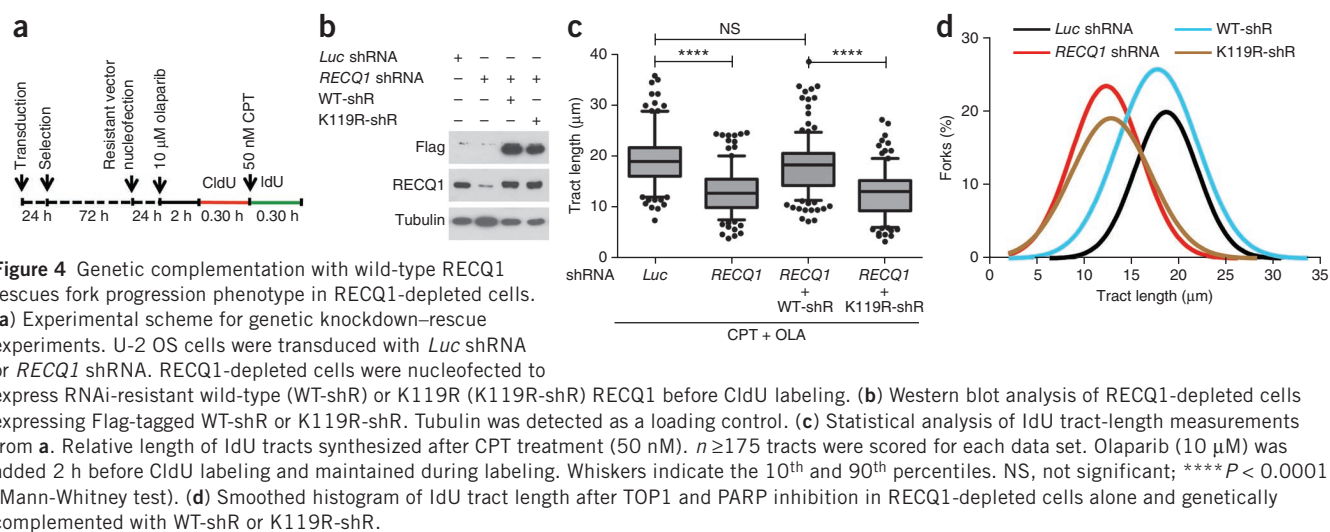 a
Transduction
Selection
Resistant vector
nucleofection
10 μM olaparib
50 nM CPT
CldU
IdU
24 h
72 h
24 h
2 h
0.30 h
0.30 h
b
Luc shRNA + – – –
RECQ1 shRNA – + + +
WT-shR – – + –
K119R-shR – – – +
Flag
RECQ1
Tubulin
c
NS
****
****
Tract length (μm)
40
30
20
10
0
shRNA
Luc
RECQ1
RECQ1
+
WT-shR
RECQ1
+
K119R-shR
CPT + OLA
d
Luc shRNA
WT-shR
RECQ1 shRNA
K119R-shR
Forks (%)
30
20
10
0
0 5 10 15 20 25 30 35
Tract length (μm)
igure 4 Genetic complementation with wild-type RECQ1
escues fork progression phenotype in RECQ1-depleted cells.
a) Experimental scheme for genetic knockdown–rescue
experiments. U-2 OS cells were transduced with Luc shRNA
or RECQ1 shRNA. RECQ1-depleted cells were nucleofected to
express RNAi-resistant wild-type (WT-shR) or K119R (K119R-shR) RECQ1 before CldU labeling. (b) Western blot analysis of RECQ1-depleted cells
expressing Flag-tagged WT-shR or K119R-shR. Tubulin was detected as a loading control. (c) Statistical analysis of IdU tract-length measurements
from a. Relative length of IdU tracts synthesized after CPT treatment (50 nM). n ≥175 tracts were scored for each data set. Olaparib (10 μM) was
added 2 h before CldU labeling and maintained during labeling. Whiskers indicate the 10th and 90th percentiles. NS, not significant; ****P < 0.0001
Mann-Whitney test). (d) Smoothed histogram of IdU tract length after TOP1 and PARP inhibition in RECQ1-depleted cells alone and genetically
complemented with WT-shR or K119R-shR.